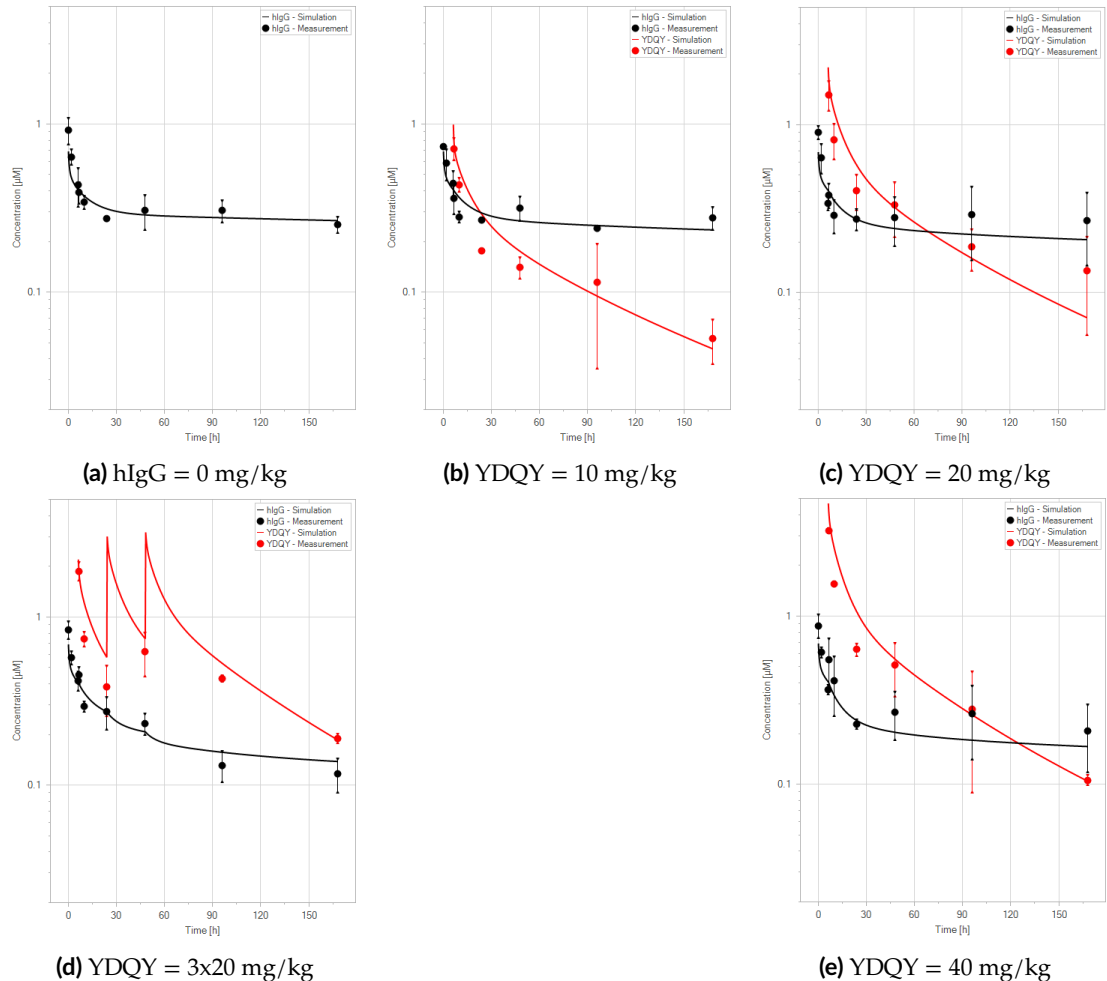 hIgG - Simulation
hIgG - Measurement
1
0.1
Concentration [µM]
0 30 60 90 120 150
Time [h]
(a) hIgG = 0 mg/kg
hIgG - Simulation
hIgG - Measurement
YDQY - Simulation
YDQY - Measurement
1
0.1
Concentration [µM]
0 30 60 90 120 150
Time [h]
(b) YDQY = 10 mg/kg
hIgG - Simulation
hIgG - Measurement
YDQY - Simulation
YDQY - Measurement
1
0.1
Concentration [µM]
0 30 60 90 120 150
Time [h]
(c) YDQY = 20 mg/kg
hIgG - Simulation
hIgG - Measurement
YDQY - Simulation
YDQY - Measurement
1
0.1
Concentration [µM]
0 30 60 90 120 150
Time [h]
(d) YDQY = 3x20 mg/kg
hIgG - Simulation
hIgG - Measurement
YDQY - Simulation
YDQY - Measurement
1
0.1
Concentration [µM]
0 30 60 90 120 150
Time [h]
(e) YDQY = 40 mg/kg